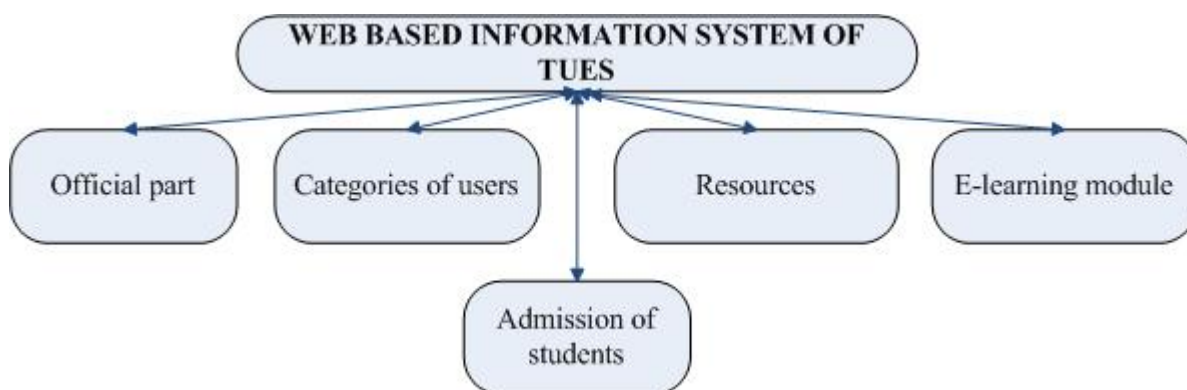 WEB BASED INFORMATION SYSTEM OF
TUES
Official part
Categories of users
Resources
E-learning module
Admission of
students